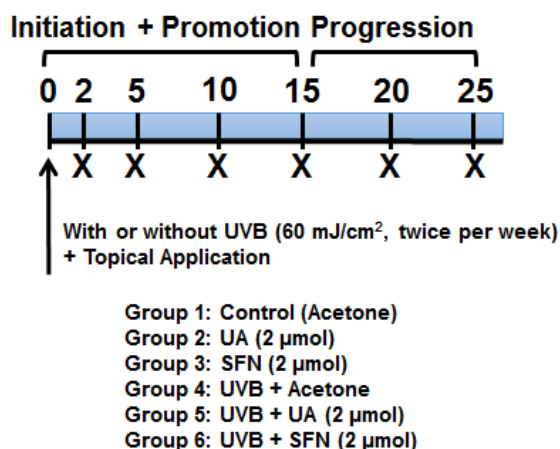 Initiation + Promotion Progression
0 2 5 10 15 20 25
X X X X X X
With or without UVB (60 mJ/cm², twice per week)
+ Topical Application
Group 1: Control (Acetone)
Group 2: UA (2 µmol)
Group 3: SFN (2 µmol)
Group 4: UVB + Acetone
Group 5: UVB + UA (2 µmol)
Group 6: UVB + SFN (2 µmol)